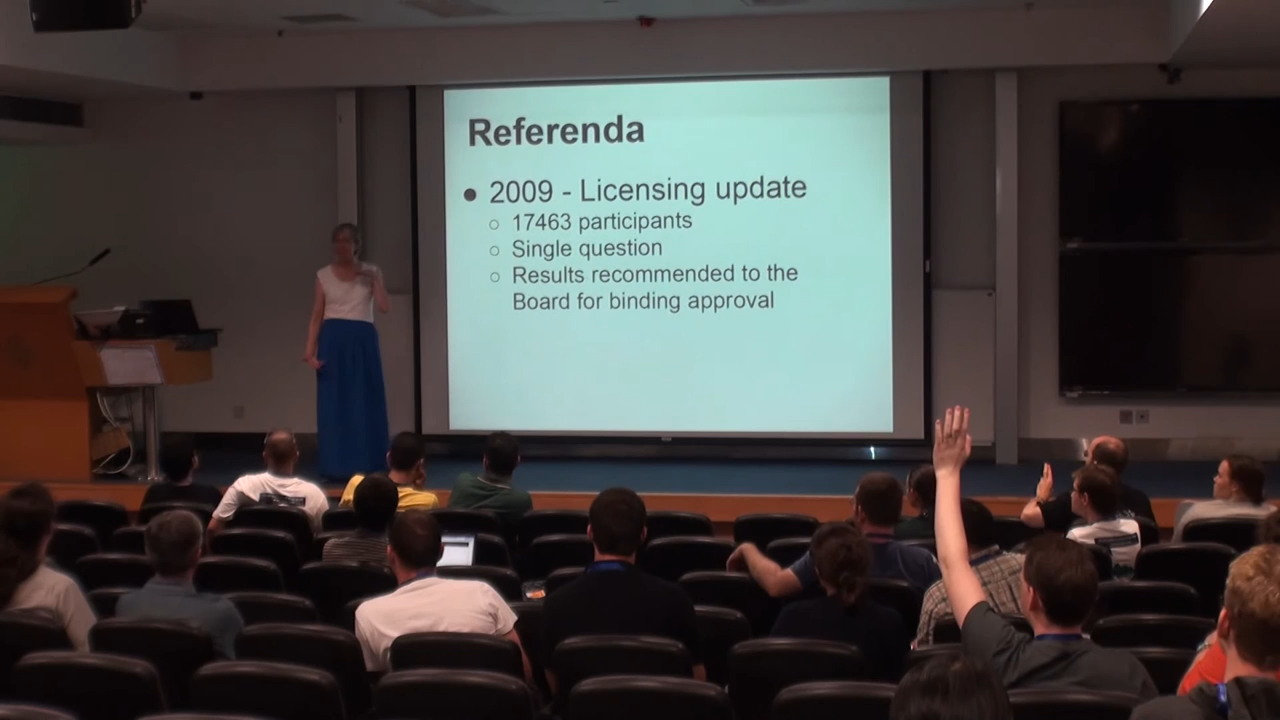 Referenda
● 2009 - Licensing update
○ 17463 participants
○ Single question
○ Results recommended to the
Board for binding approval